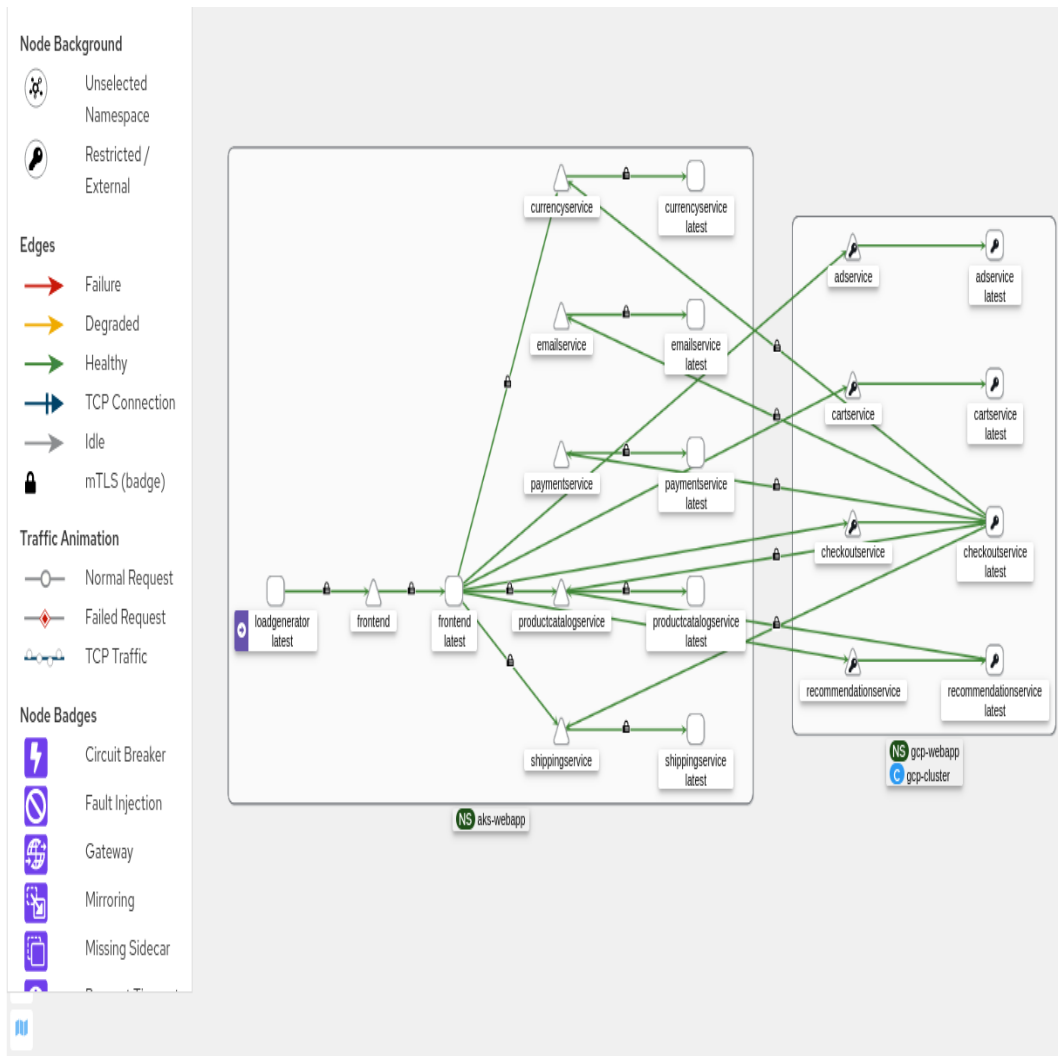 Node Background
Unselected
Namespace
Restricted /
External
Edges
Failure
Degraded
Healthy
TCP Connection
Idle
mTLS (badge)
Traffic Animation
Normal Request
Failed Request
TCP Traffic
Node Badges
Circuit Breaker
Fault Injection
Gateway
Mirroring
Missing Sidecar
currencyservice
currencyservice
latest
adservice
adservice
latest
emailservice
emailservice
latest
cartservice
cartservice
latest
paymentservice
paymentservice
latest
checkoutservice
checkoutservice
latest
loadgenerator
latest
frontend
frontend
latest
productcatalogservice
productcatalogservice
latest
recommendationservice
recommendationservice
latest
shippingservice
shippingservice
latest
NS gcp-webapp
C gcp-cluster
NS aks-webapp